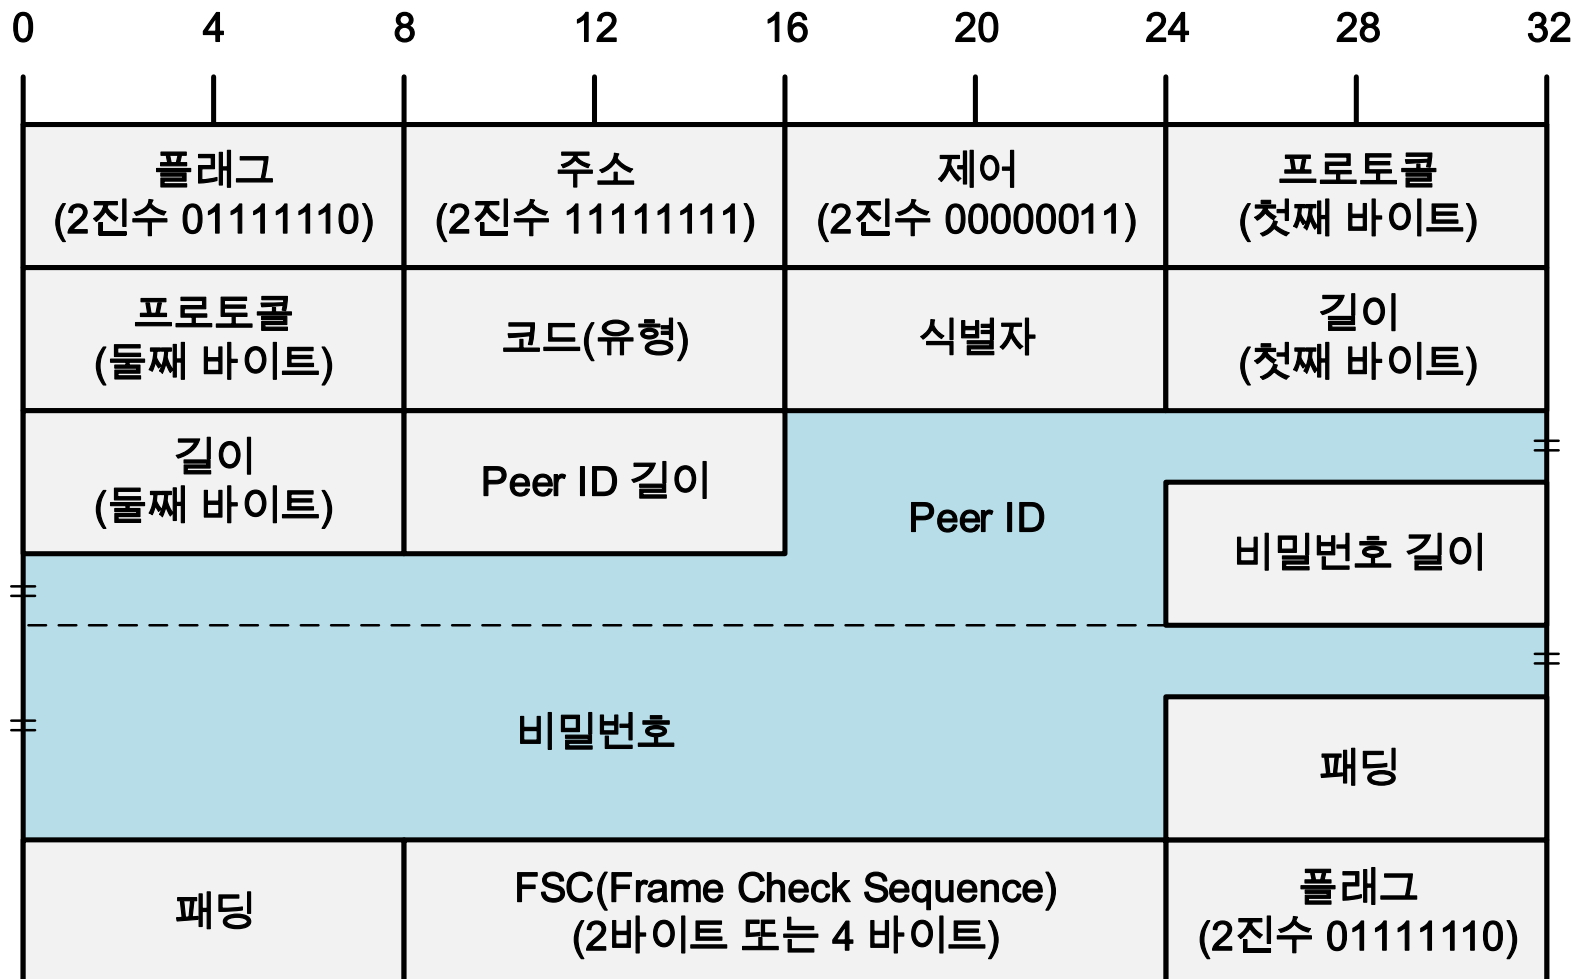 0 4 8 12 16 20 24 28 32
플래그
(2진수 01111110)
주소
(2진수 11111111)
제어
(2진수 00000011)
프로토콜
(첫째 바이트)
프로토콜
(둘째 바이트)
코드(유형)
식별자
길이
(첫째 바이트)
길이
(둘째 바이트)
Peer ID 길이
Peer ID
비밀번호 길이
비밀번호
패딩
패딩
FSC(Frame Check Sequence)
(2바이트 또는 4 바이트)
플래그
(2진수 01111110)